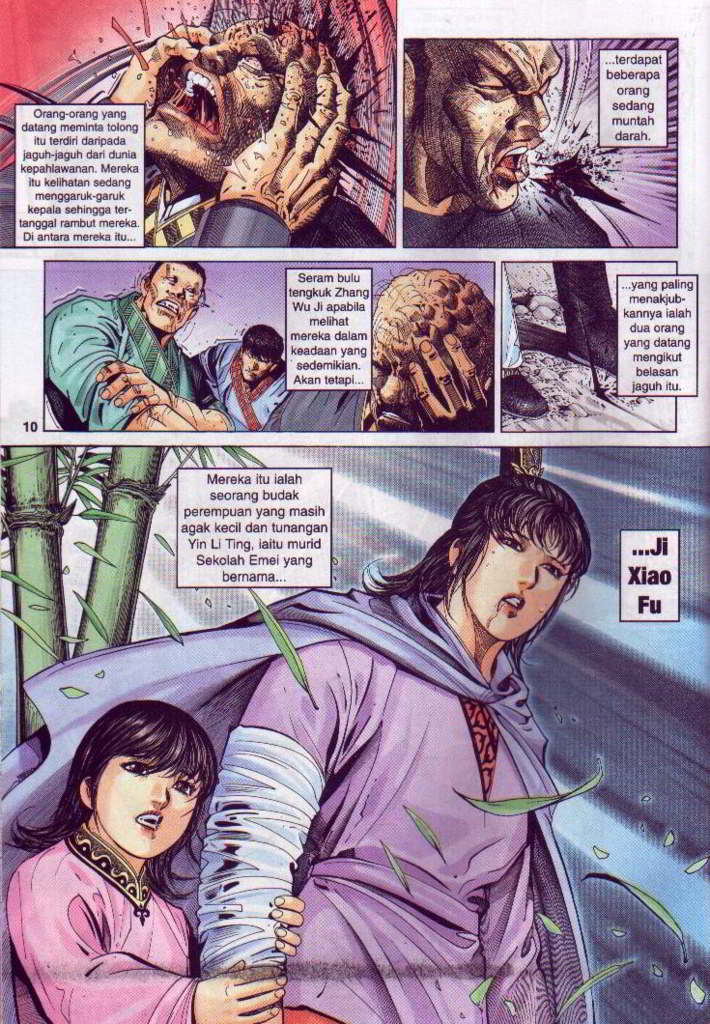 Orang-orang yang
datang meminta tolong
itu terdiri daripada
jaguh-jaguh dari dunia
kepahlawanan. Mereka
itu kelihatan sedang
menggaruk-garuk
kepala sehingga ter-
tanggal rambut mereka.
Di antara mereka itu...
...terdapat
beberapa
orang
sedang
muntah
darah.
Seram bulu
tengkuk Zhang
Wu Ji apabila
melihat
mereka dalam
keadaan yang
sedemikian.
Akan tetapi...
...yang paling
menakjub-
kannya ialah
dua orang
yang datang
mengikut
jaguh itu.
10
Mereka itu ialah
seorang budak
perempuan yang masih
agak kecil dan tunangan
Yin Li Ting, iaitu murid
Sekolah Emei yang
bernama...
...Ji
Xiao
Fu